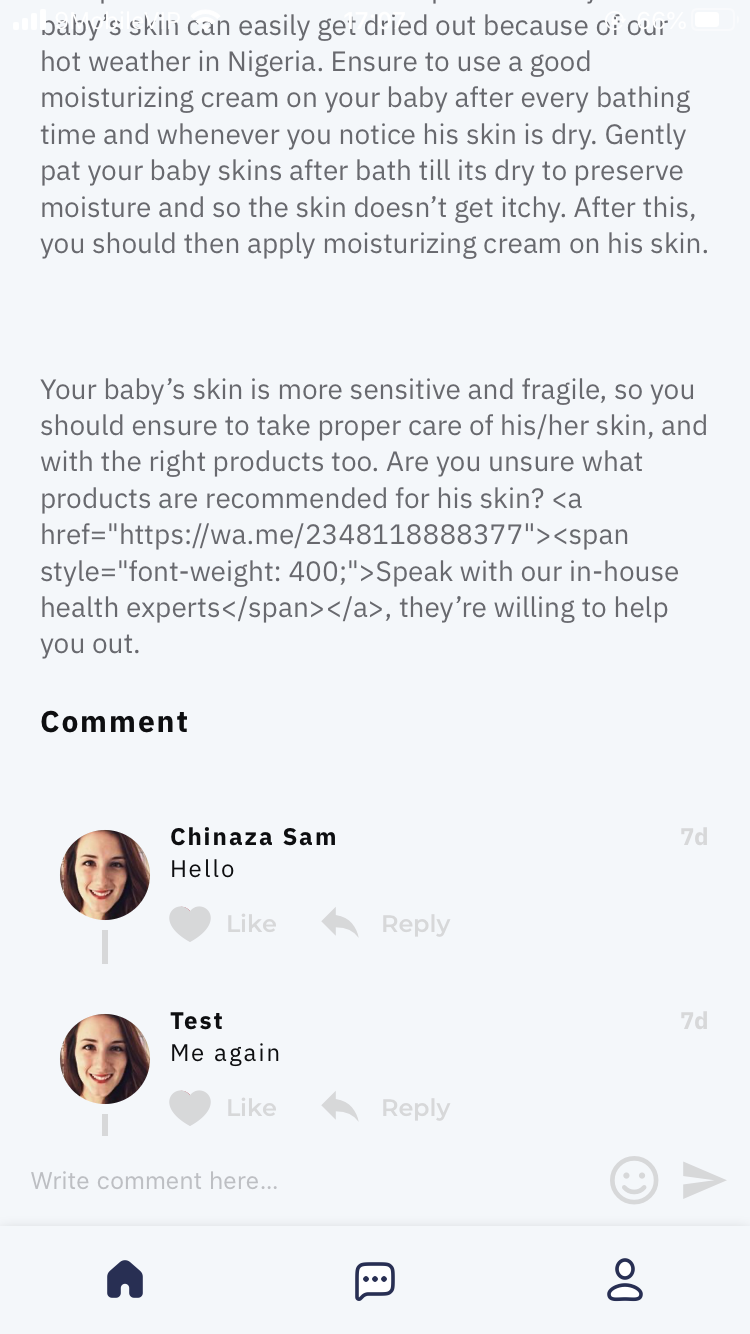 baby's skin can easily get dried out because of our
hot weather in Nigeria. Ensure to use a good
moisturizing cream on your baby after every bathing
time and whenever you notice his skin is dry. Gently
pat your baby skins after bath till its dry to preserve
moisture and so the skin doesn’t get itchy. After this,
you should then apply moisturizing cream on his skin.
Your baby’s skin is more sensitive and fragile, so you
should ensure to take proper care of his/her skin, and
with the right products too. Are you unsure what
products are recommended for his skin? <a
href="https://wa.me/2348118888377"><span
style="font-weight: 400;">Speak with our in-house
health experts</span></a>, they’re willing to help
you out.
Comment
Chinaza Sam 7d
Hello
Like Reply
Test 7d
Me again
Like Reply
Write comment here...